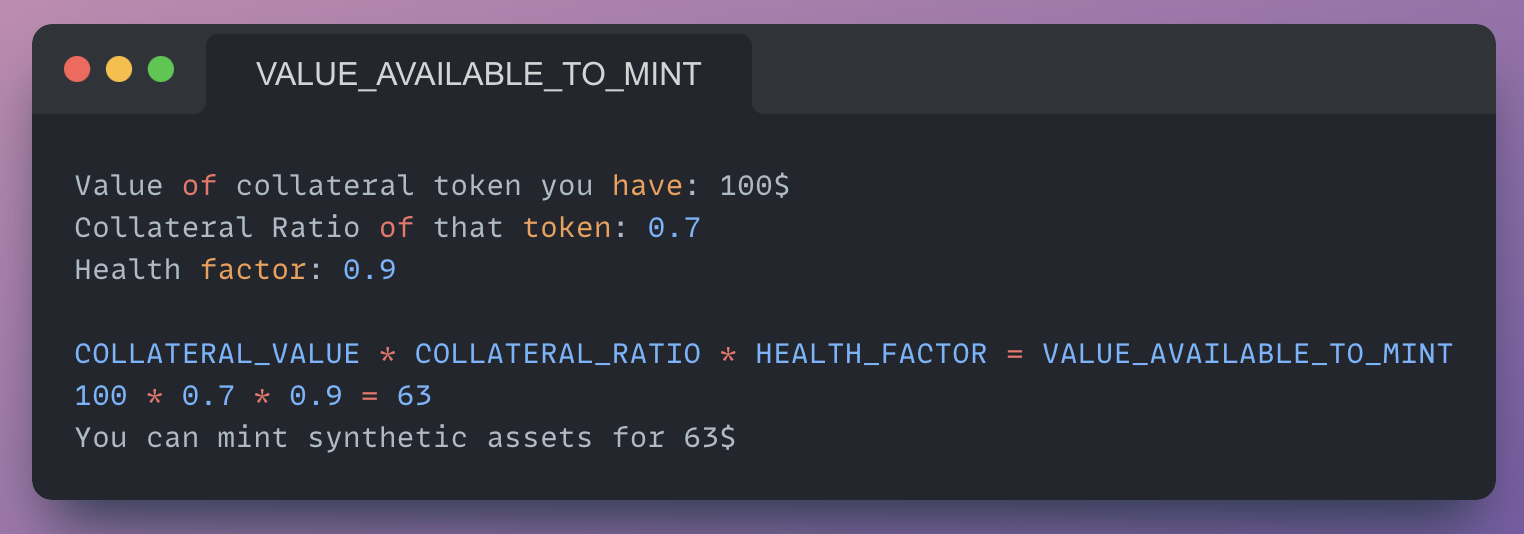 VALUE_AVAILABLE_TO_MINT
Value of collateral token you have: 100$
Collateral Ratio of that token: 0.7
Health factor: 0.9
COLLATERAL_VALUE * COLLATERAL_RATIO * HEALTH_FACTOR = VALUE_AVAILABLE_TO_MINT
100 * 0.7 * 0.9 = 63
You can mint synthetic assets for 63$